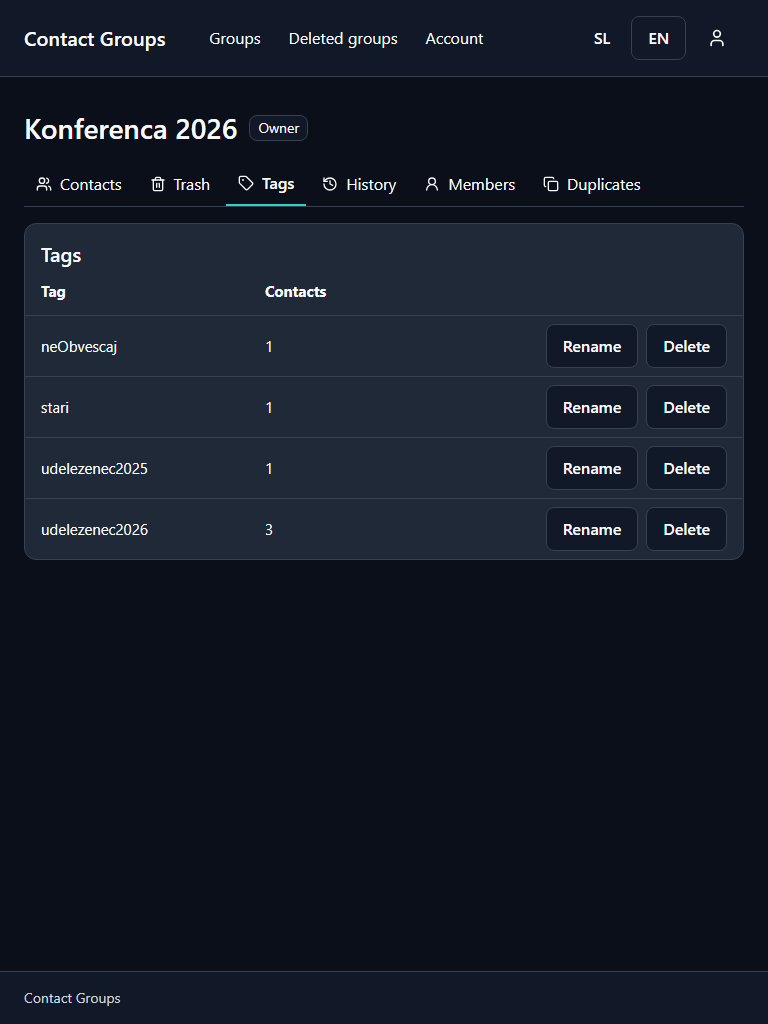 Contact Groups Groups Deleted groups Account SL EN
Konferenca 2026 Owner
Contacts Trash Tags History Members Duplicates
Tags
Tag Contacts
neObvescaj 1 Rename Delete
stari 1 Rename Delete
udelezenec2025 1 Rename Delete
udelezenec2026 3 Rename Delete
Contact Groups